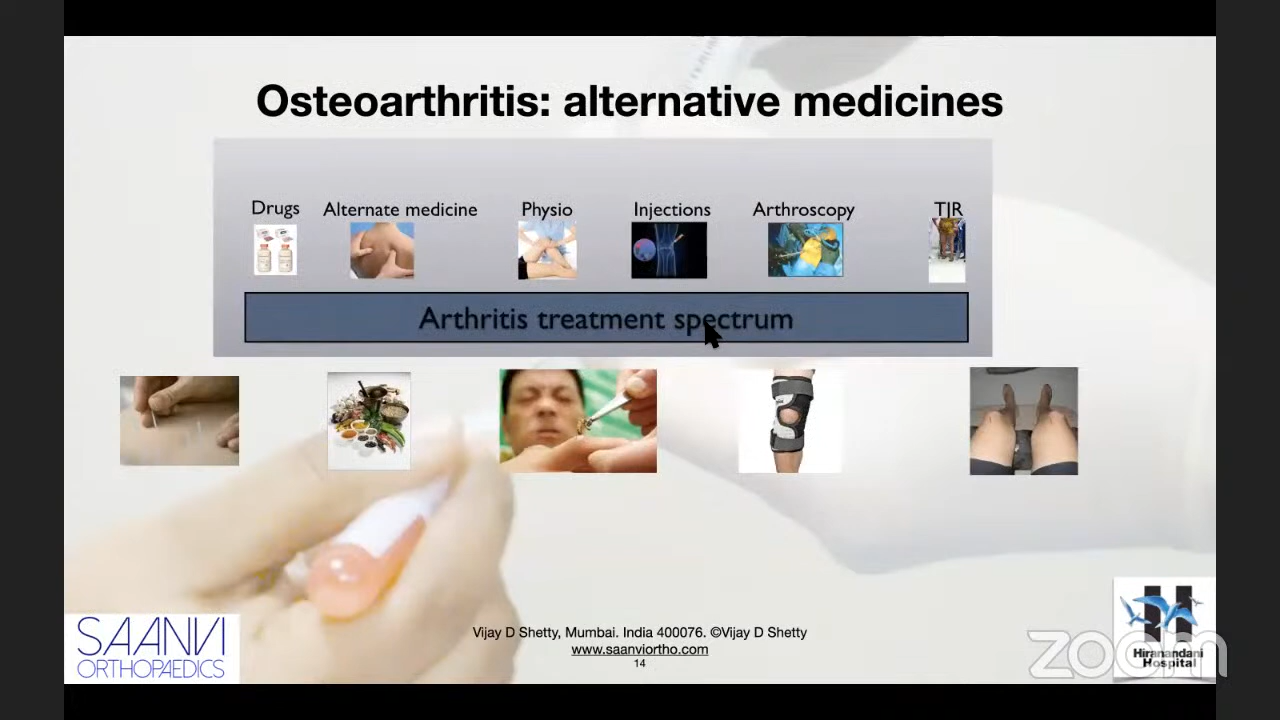 Osteoarthritis: alternative medicines
Drugs
Alternate medicine
Physio
Injections
Arthroscopy
TJR
Arthritis treatment spectrum
SAANVI
ORTHOPAEDICS
Vijay D Shetty, Mumbai. India 400076. ©Vijay D Shetty
www.saanviortho.com
14
zoom
Hiranandani
Hospital